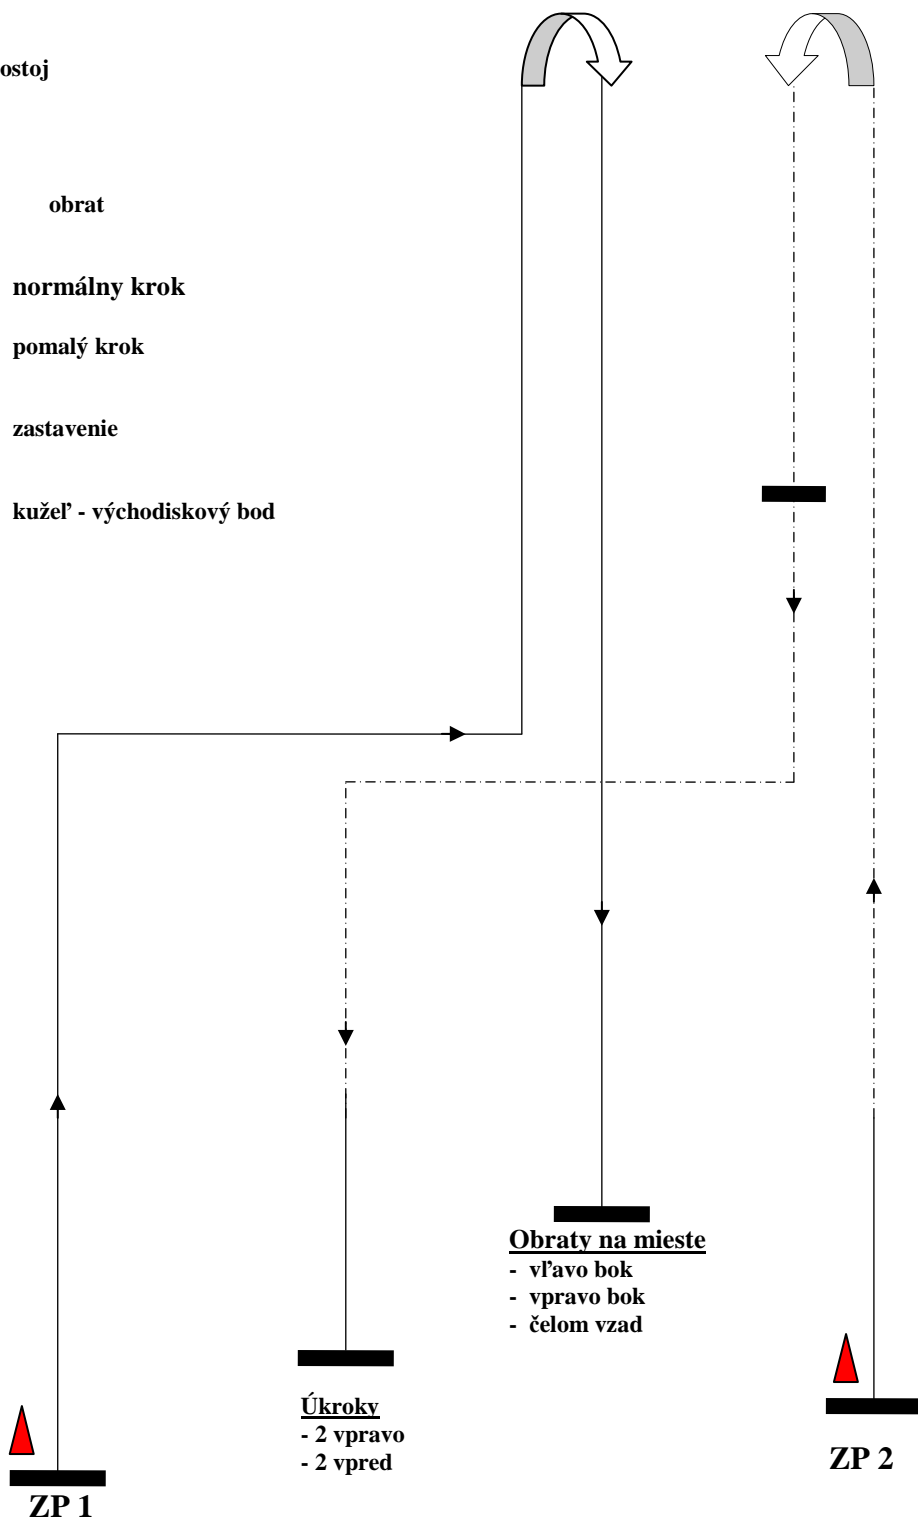 ostoj
obrat
normálny krok
pomalý krok
zastavenie
kužeľ - východiskový bod
Obraty na mieste
- vľavo bok
- vpravo bok
- čelom vzad
Úkroky
- 2 vpravo
- 2 vpred
ZP 2
ZP 1